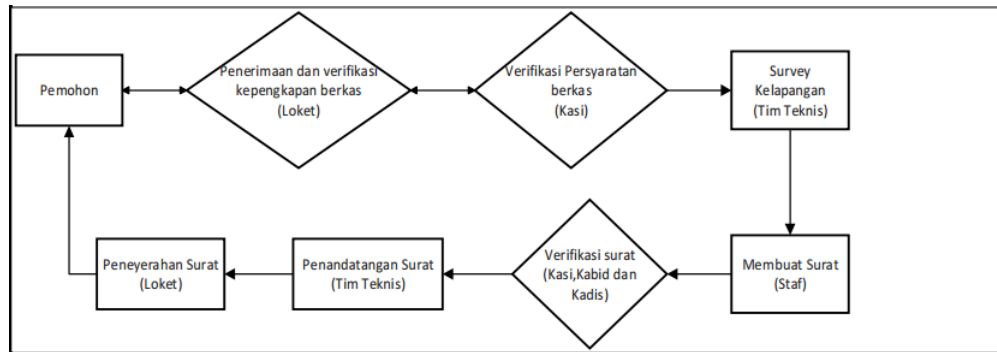 Pemohon
Penerimaan dan verifikasi
kepengkapan berkas
(Loket)
Verifikasi Persyaratan
berkas
(Kasi)
Survey
Kelapangan
(Tim Teknis)
Peneyerahan Surat
(Loket)
Penandatangan Surat
(Tim Teknis)
Verifikasi surat
(Kasi,Kabid dan
Kadis)
Membuat Surat
(Staf)